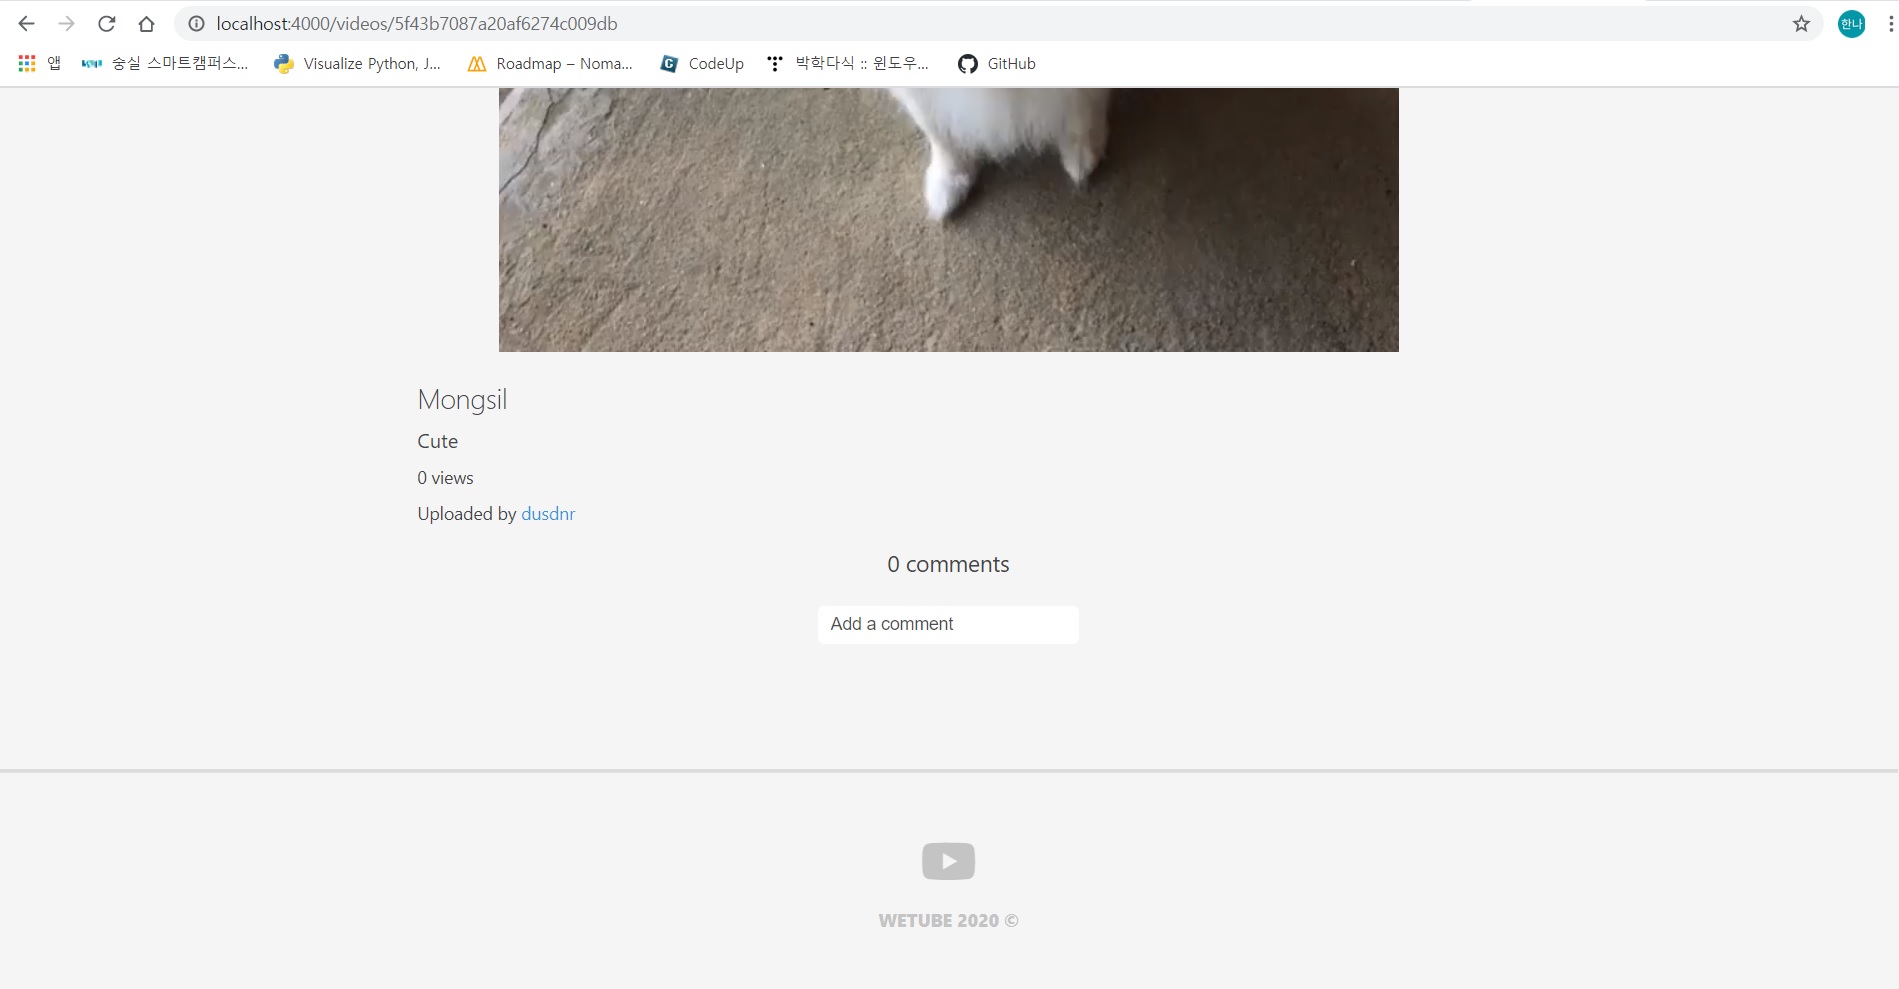 localhost:4000/videos/5f43b7087a20af6274c009db
한나
앱 숭실 스마트캠퍼스... Visualize Python, J... Roadmap – Noma... CodeUp 박학다식 :: 윈도우... GitHub
Mongsil
Cute
0 views
Uploaded by dusdnr
0 comments
Add a comment
WETUBE 2020 ©